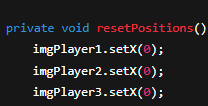 private void resetPositions()
imgPlayer1.setX(0);
imgPlayer2.setX(0);
imgPlayer3.setX(0);